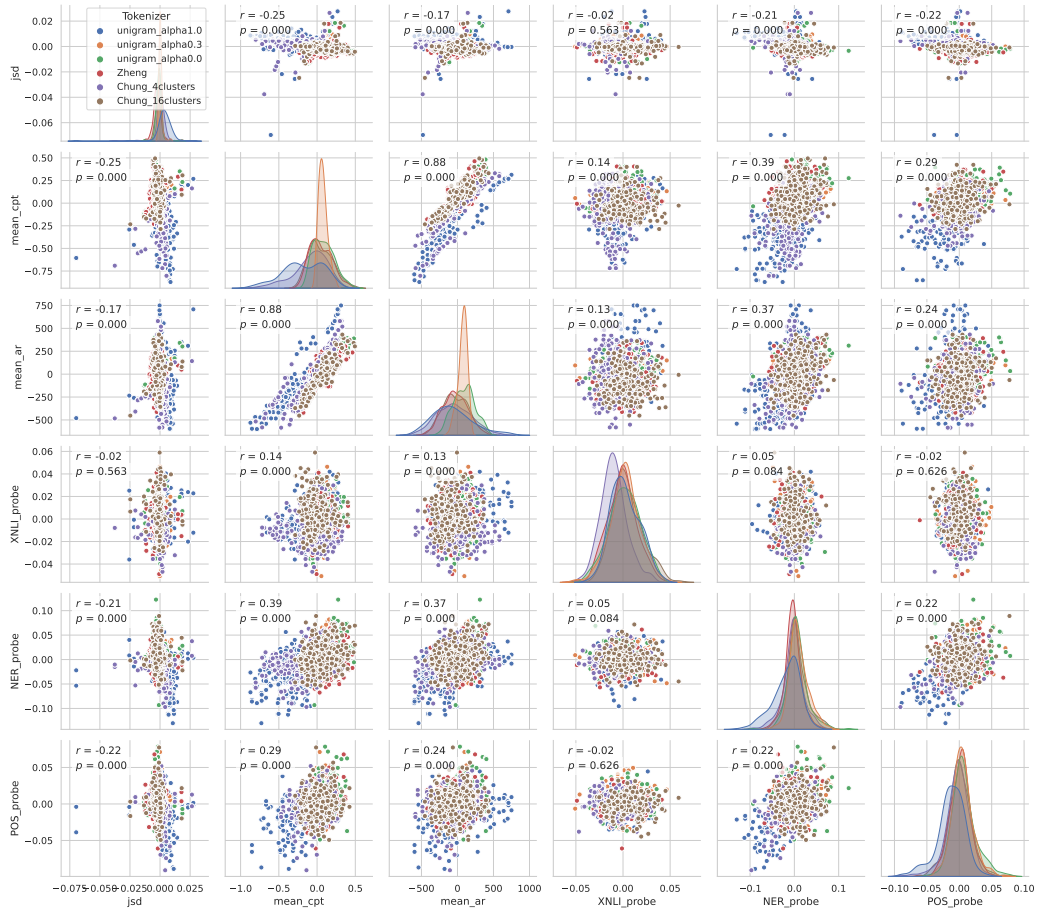 Tokenizer
unigram_alpha1.0
unigram_alpha0.3
unigram_alpha0.0
Zheng
Chung_4clusters
Chung_16clusters
r = -0.25
p = 0.000
r = -0.17
p = 0.000
r = -0.02
p = 0.563
r = -0.21
p = 0.000
r = -0.22
p = 0.000
0.02
0.00
−0.02
−0.04
−0.06
jsd
r = -0.25
p = 0.000
r = 0.88
p = 0.000
r = 0.14
p = 0.000
r = 0.39
p = 0.000
r = 0.29
p = 0.000
0.50
0.25
0.00
−0.25
−0.50
−0.75
mean_cpt
r = -0.17
p = 0.000
r = 0.88
p = 0.000
r = 0.13
p = 0.000
r = 0.37
p = 0.000
r = 0.24
p = 0.000
750
500
250
0
−250
−500
mean_ar
r = -0.02
p = 0.563
r = 0.14
p = 0.000
r = 0.13
p = 0.000
r = 0.05
p = 0.084
r = -0.02
p = 0.626
0.06
0.04
0.02
0.00
−0.02
−0.04
XNLI_probe
r = -0.21
p = 0.000
r = 0.39
p = 0.000
r = 0.37
p = 0.000
r = 0.05
p = 0.084
r = 0.22
p = 0.000
0.10
0.05
0.00
−0.05
−0.10
NER_probe
r = -0.22
p = 0.000
r = 0.29
p = 0.000
r = 0.24
p = 0.000
r = -0.02
p = 0.626
r = 0.22
p = 0.000
0.05
0.00
−0.05
POS_probe
−0.075 −0.050 −0.025 0.000 0.025
−1.0 −0.5 0.0 0.5
−500 0 500 1000
−0.05 0.00 0.05
−0.1 0.0 0.1
−0.10 −0.05 0.00 0.05 0.10
jsd
mean_cpt
mean_ar
XNLI_probe
NER_probe
POS_probe